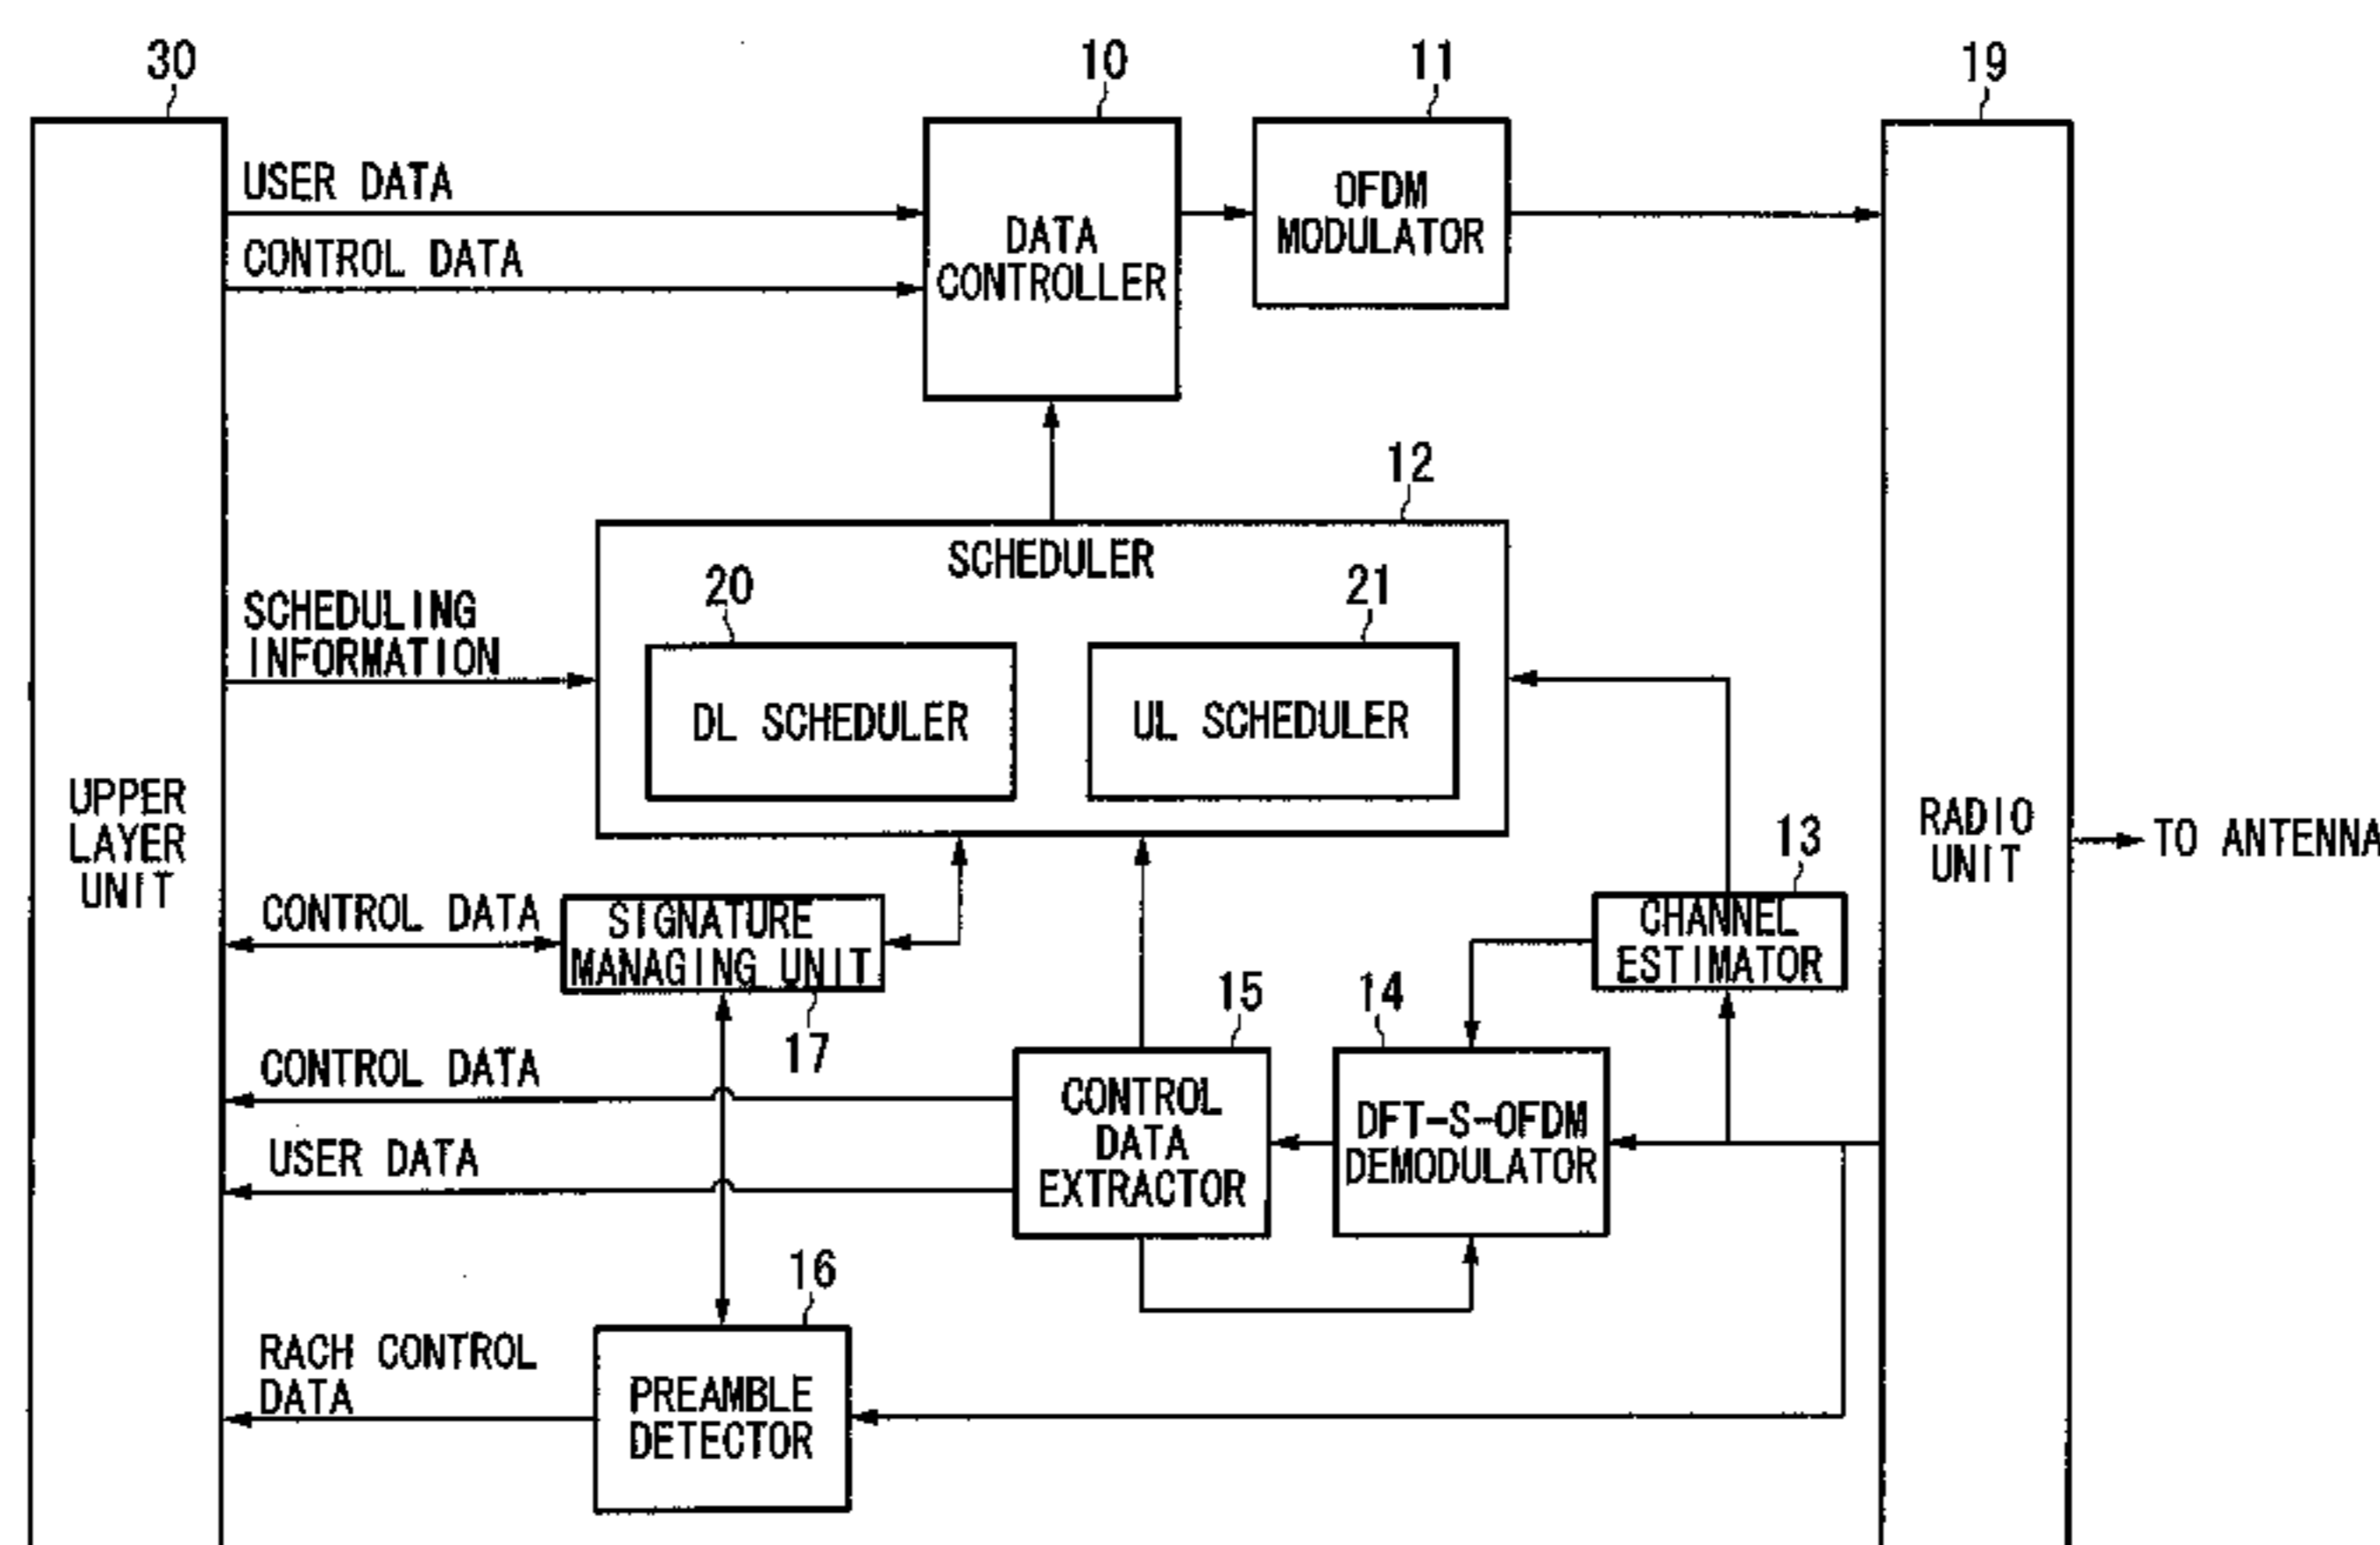 30
10
11
19
USER DATA
CONTROL DATA
DATA
CONTROLLER
OFDM
MODULATOR
12
SCHEDULER
20
21
SCHEDULING
INFORMATION
DL SCHEDULER
UL SCHEDULER
UPPER
LAYER
UNIT
RADIO
UNIT
TO ANTENNA
13
CHANNEL
ESTIMATOR
CONTROL DATA
SIGNATURE
MANAGING UNIT
17
15
14
CONTROL DATA
USER DATA
CONTROL
DATA
EXTRACTOR
DFT-S-OFDM
DEMODULATOR
16
RACH CONTROL
DATA
PREAMBLE
DETECTOR